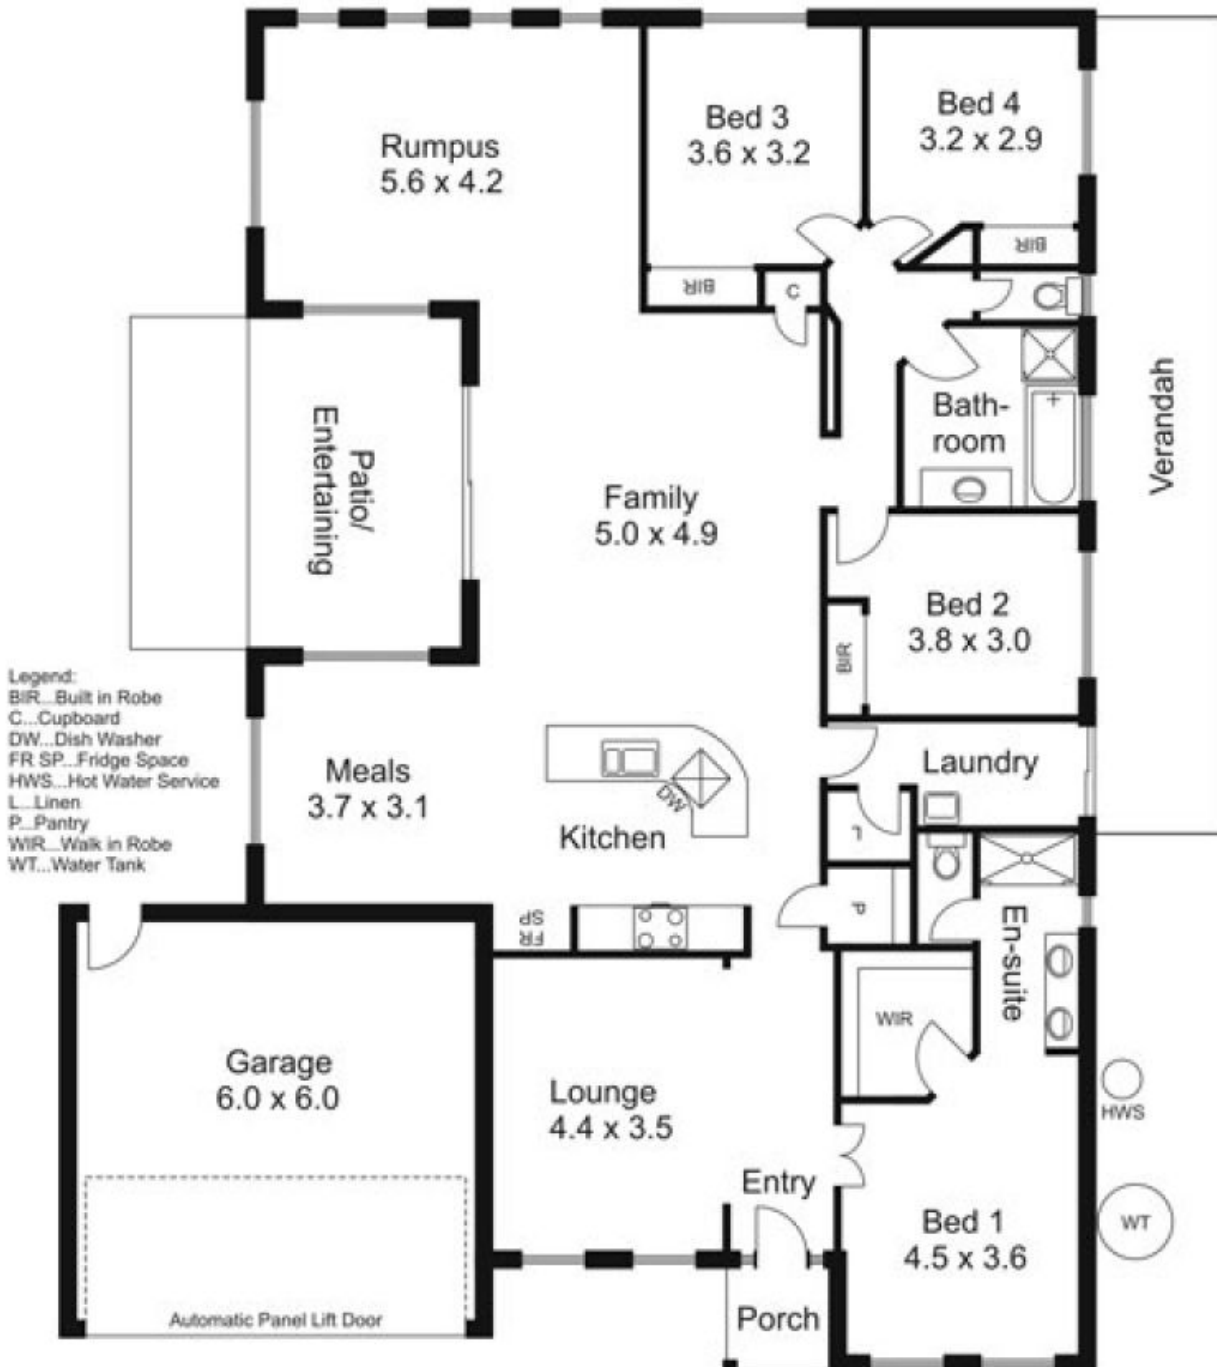 Rumpus
5.6 x 4.2
Bed 3
3.6 x 3.2
Bed 4
3.2 x 2.9
BIR
BIR
C
Patio/
Entertaining
Family
5.0 x 4.9
Bath-
room
Verandah
Bed 2
3.8 x 3.0
BIR
Legend:
BIR...Built in Robe
C...Cupboard
DW...Dish Washer
FR SP...Fridge Space
HWS...Hot Water Service
L...Linen
P...Pantry
WIR...Walk in Robe
WT...Water Tank
Meals
3.7 x 3.1
DW
Kitchen
Laundry
L
P
FR
SP
En-suite
WIR
Garage
6.0 x 6.0
Lounge
4.4 x 3.5
HWS
Entry
Bed 1
4.5 x 3.6
WT
Automatic Panel Lift Door
Porch